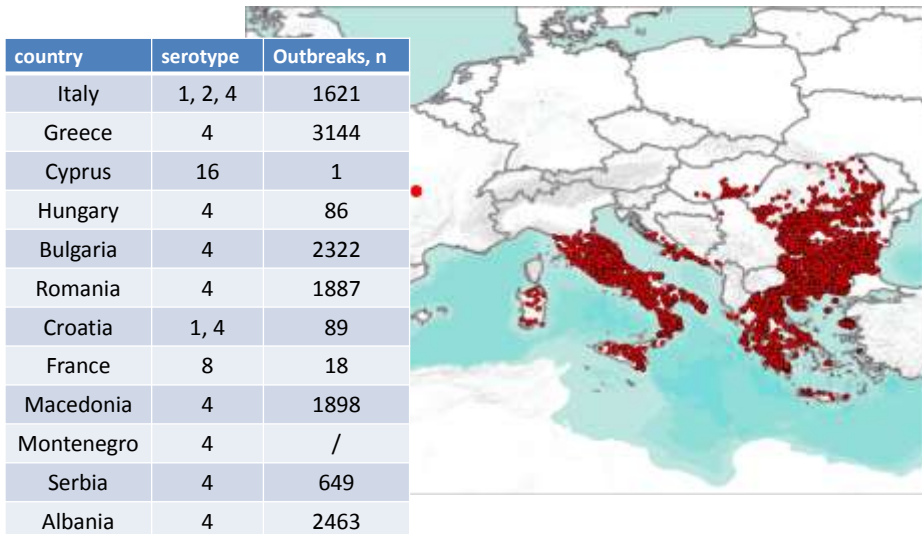 country serotype Outbreaks, n
Italy 1, 2, 4 1621
Greece 4 3144
Cyprus 16 1
Hungary 4 86
Bulgaria 4 2322
Romania 4 1887
Croatia 1, 4 89
France 8 18
Macedonia 4 1898
Montenegro 4 /
Serbia 4 649
Albania 4 2463